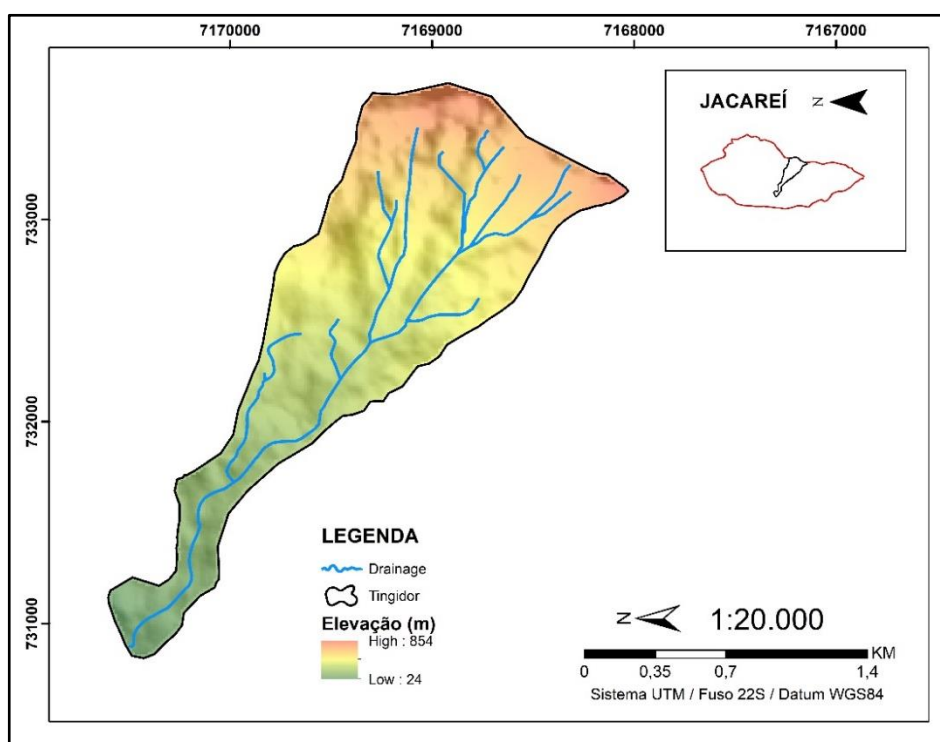 7170000 7169000 7168000 7167000
JACAREÍ
N
733000
732000
731000
LEGENDA
Drainage
Tingidor
Elevação (m)
High : 854
Low : 24
N
1:20.000
KM
0 0,35 0,7 1,4
Sistema UTM / Fuso 22S / Datum WGS84